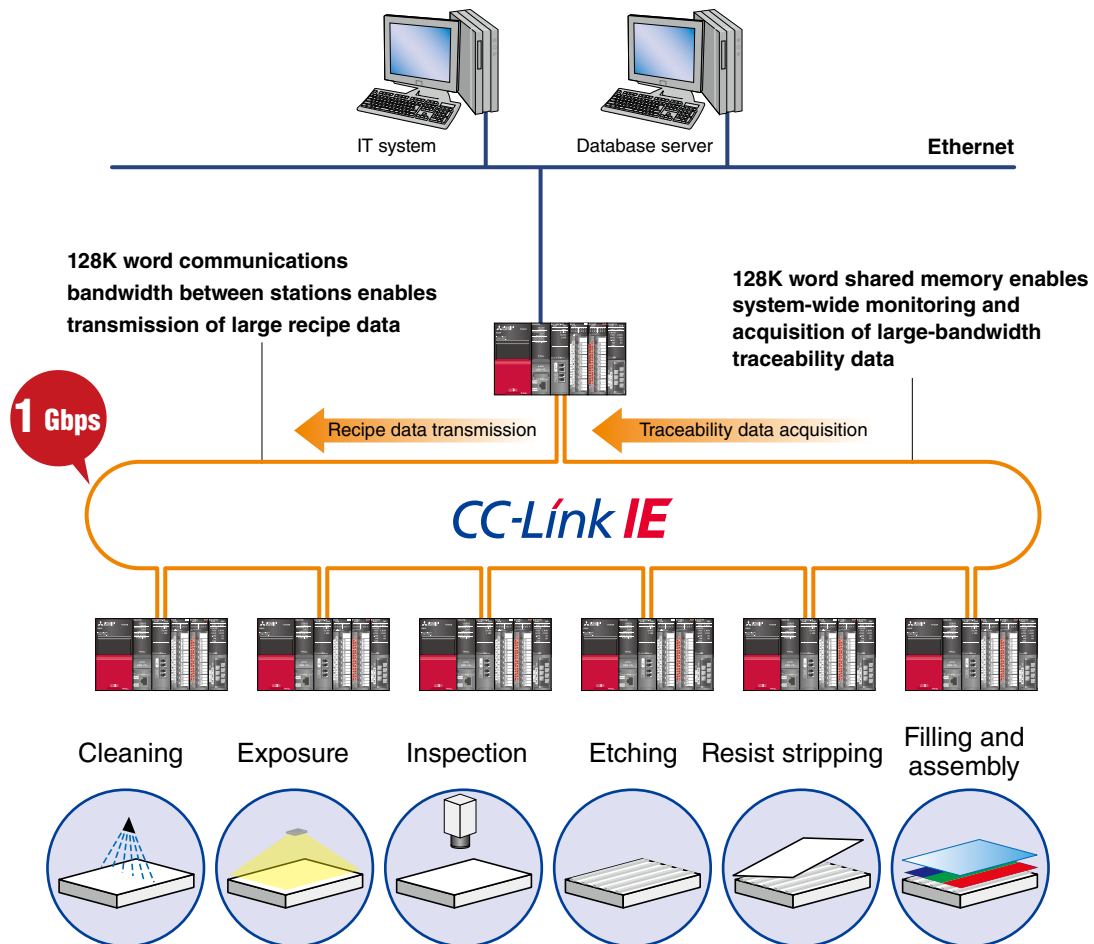 IT system
Database server
Ethernet
128K word communications
bandwidth between stations enables
transmission of large recipe data
128K word shared memory enables
system-wide monitoring and
acquisition of large-bandwidth
traceability data
1 Gbps
Recipe data transmission
Traceability data acquisition
CC-Link IE
Cleaning
Exposure
Inspection
Etching
Resist stripping
Filling and
assembly